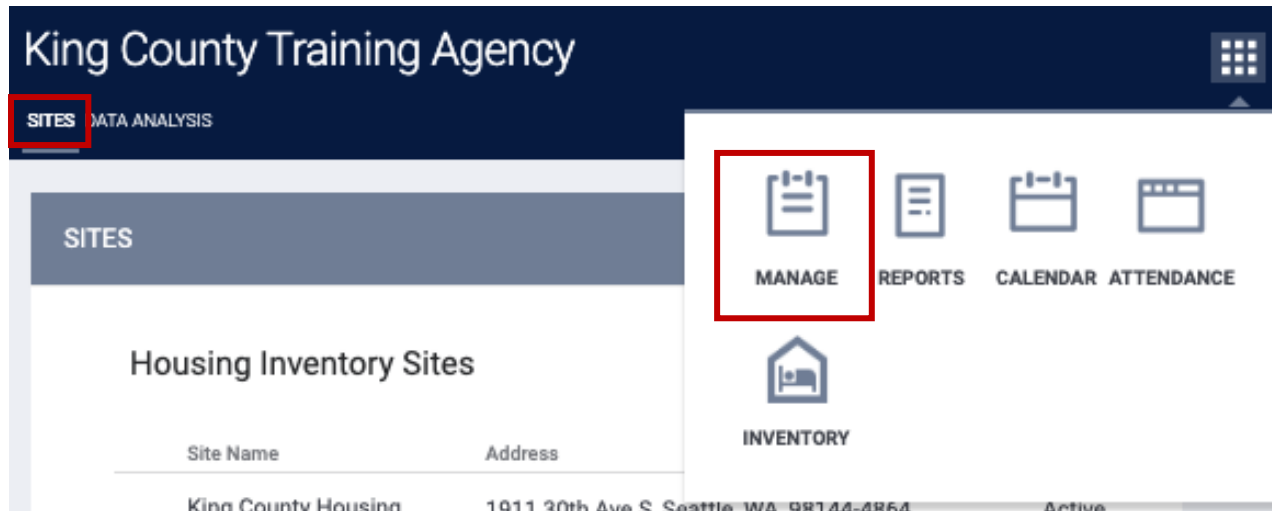 King County Training Agency
SITES DATA ANALYSIS
MANAGE REPORTS CALENDAR ATTENDANCE
SITES
Housing Inventory Sites
INVENTORY
Site Name Address
King County Housing 1911 30th Ave S, Seattle, WA, 98144-4864 Active